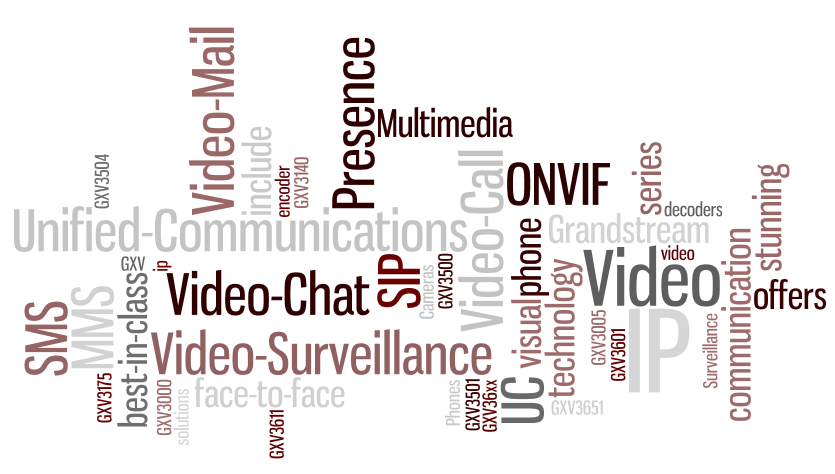 Video-Mail
Presence
Multimedia
include
encoder
GXV3140
GXV3504
Unified-Communications
Video-Call
ONVIF
series
decoders
stunning
Grandstream
phone
video
Video
communication
offers
GXV
ip
Video-Chat
SIP
Cameras
GXV3500
SMS
MMS
best-in-class
Video-Surveillance
visual
technology
GXV3005
GXV3601
IP
Surveillance
GXV3175
GXV3000
solutions
face-to-face
GXV3611
Phones
GXV3501
GXV36xx
UC
GXV3651